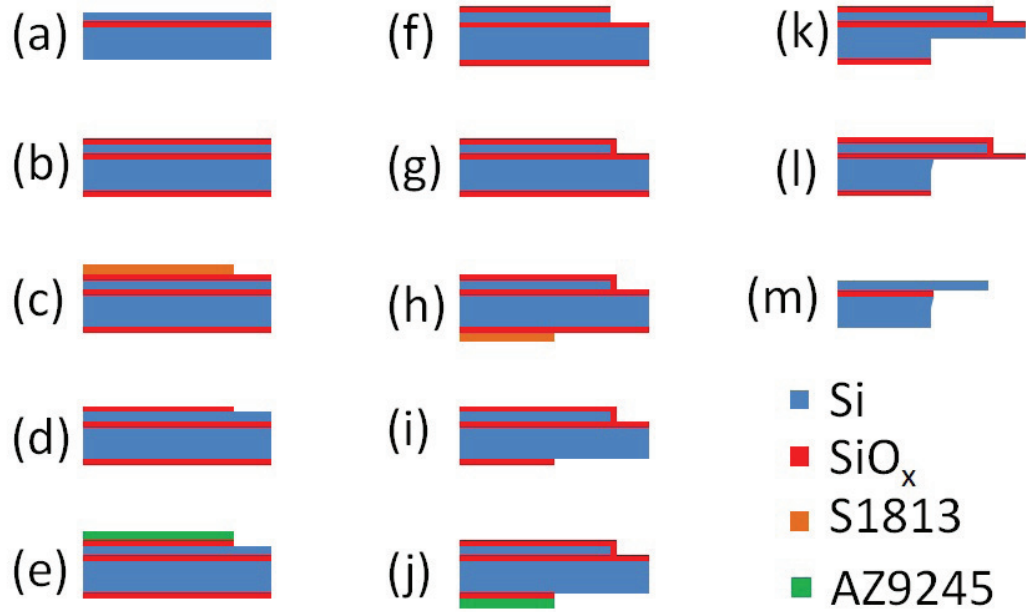 (a)
(b)
(c)
(d)
(e)
(f)
(g)
(h)
(i)
(j)
(k)
(l)
(m)
Si
SiOx
S1813
AZ9245